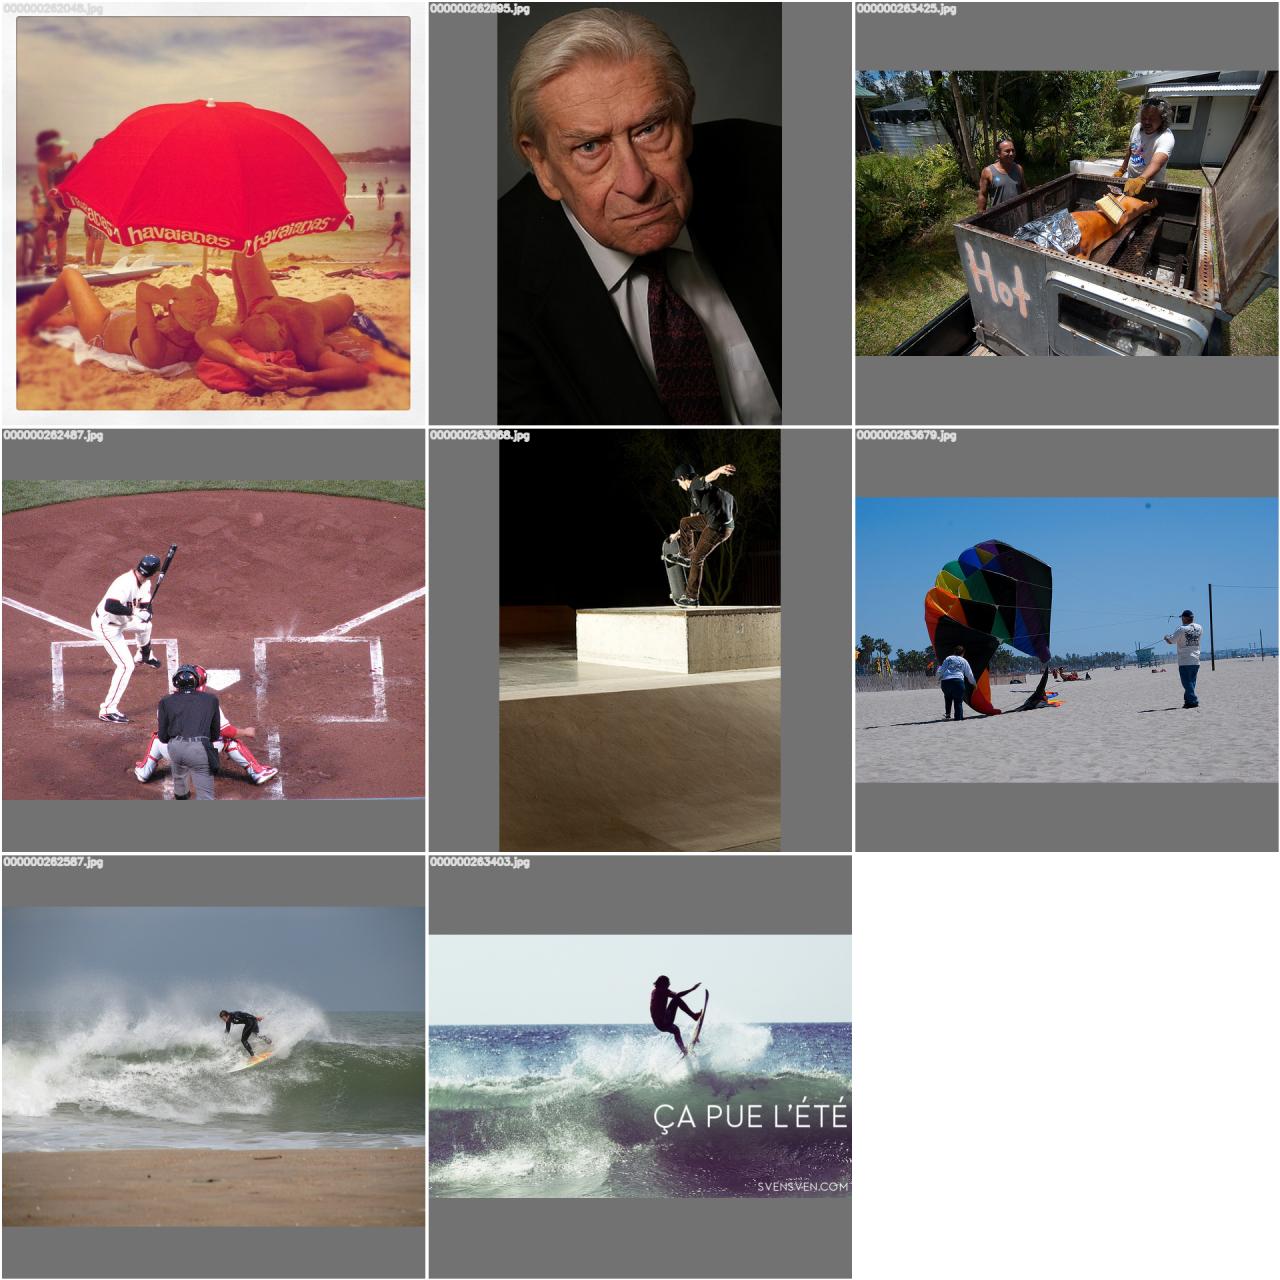 000000262048.jpg
havaianas
havaianas
000000262895.jpg
000000263425.jpg
Hot
000000262487.jpg
000000263068.jpg
000000263679.jpg
000000262587.jpg
000000263403.jpg
ÇA PUE L'ÉTÉ
SVENSVEN.COM